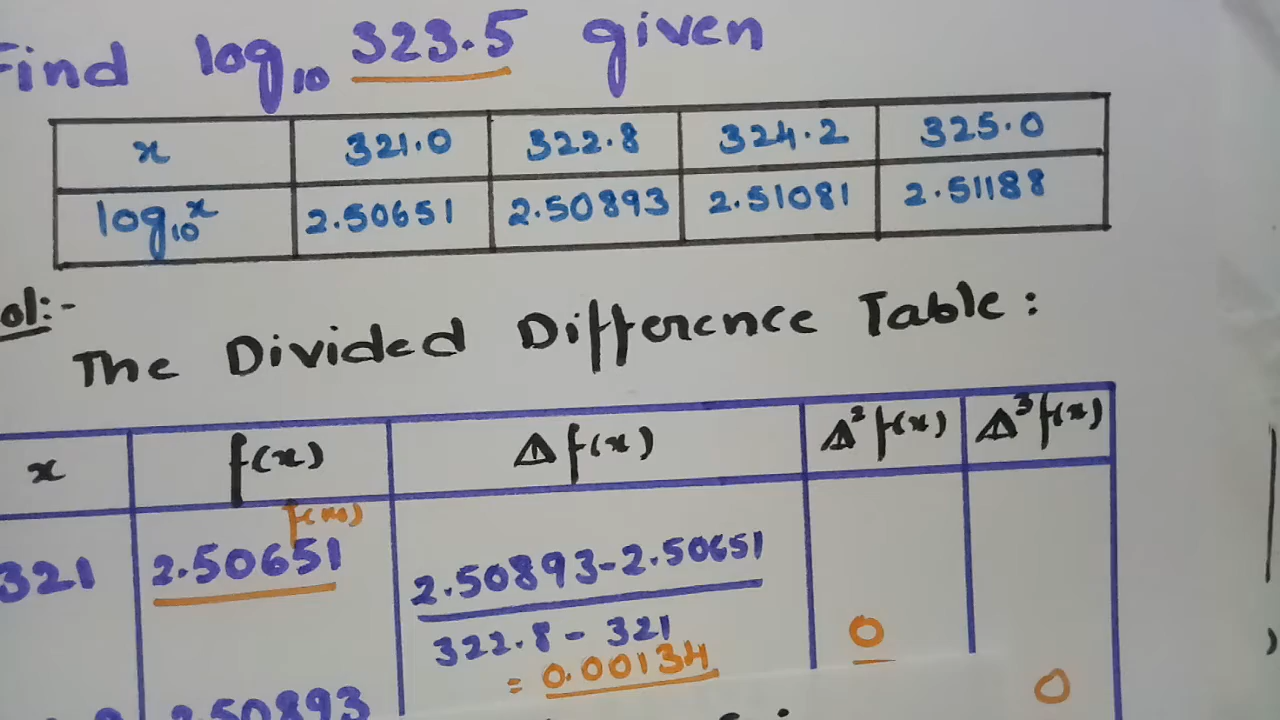 Find log₁₀ 323.5 given
x 321.0 322.8 324.2 325.0
log₁₀x 2.50651 2.50893 2.51081 2.51188
ol:-
The Divided Difference Table:
x f(x) Δf(x) Δ²f(x) Δ³f(x)
f(x₀)
321 2.50651 2.50893-2.50651
322.8 - 321
= 0.00134 0
2.50893 0